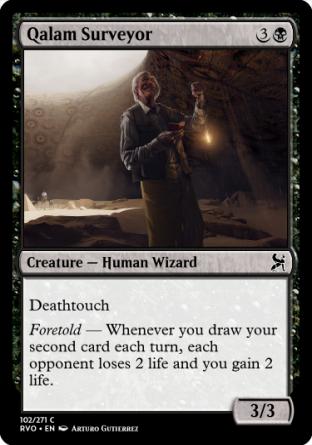 Qalam Surveyor 3
Creature — Human Wizard
Deathtouch
Foretold — Whenever you draw your
second card each turn, each
opponent loses 2 life and you gain 2
life.
3/3
102/271 C
RVO • EN Arturo Gutierrez